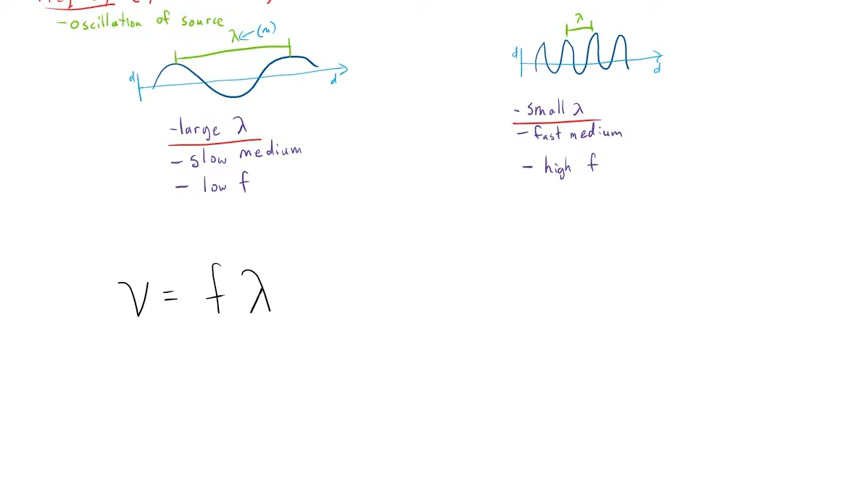 - oscillation of source
λ ← (m)
λ
d
d
d
d
- large λ
- slow medium
- low f
- small λ
- fast medium
- high f
v = f λ